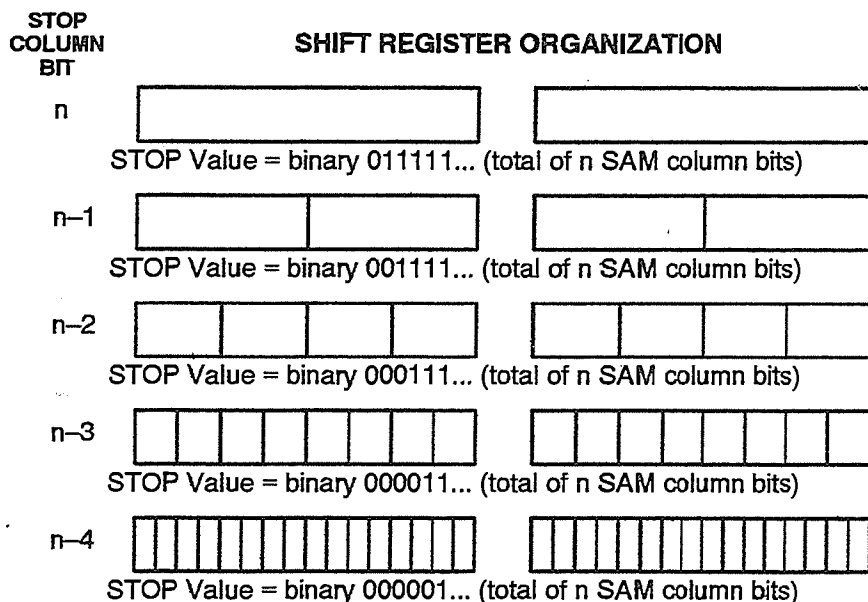 STOP
COLUMN
BIT
SHIFT REGISTER ORGANIZATION
n
STOP Value = binary 011111... (total of n SAM column bits)
n–1
STOP Value = binary 001111... (total of n SAM column bits)
n–2
STOP Value = binary 000111... (total of n SAM column bits)
n–3
STOP Value = binary 000011... (total of n SAM column bits)
n–4
STOP Value = binary 000001... (total of n SAM column bits)